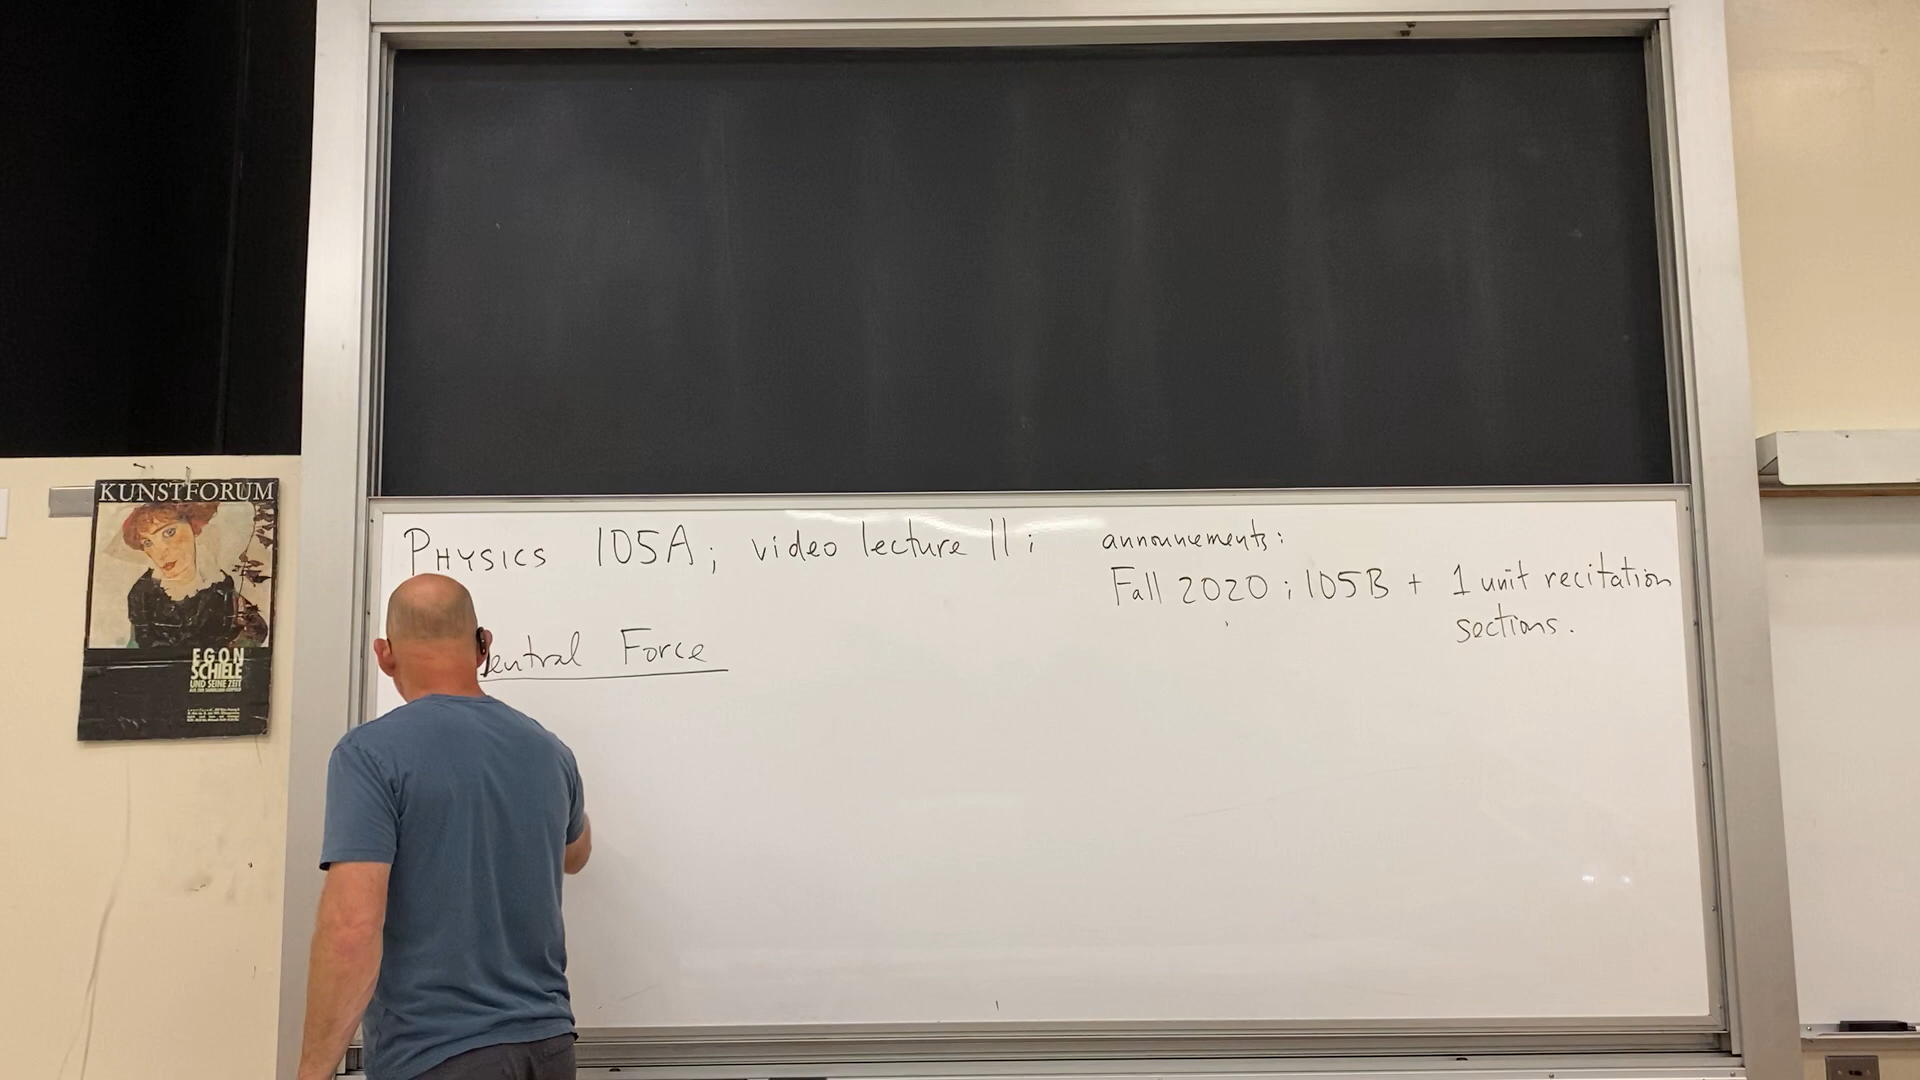 KUNSTFORUM
EGON
SCHIELE
UND SEINE ZEIT
PHYSICS 105A; video lecture 11;
announcements:
Fall 2020; 105B + 1 unit recitation
sections.
entral Force